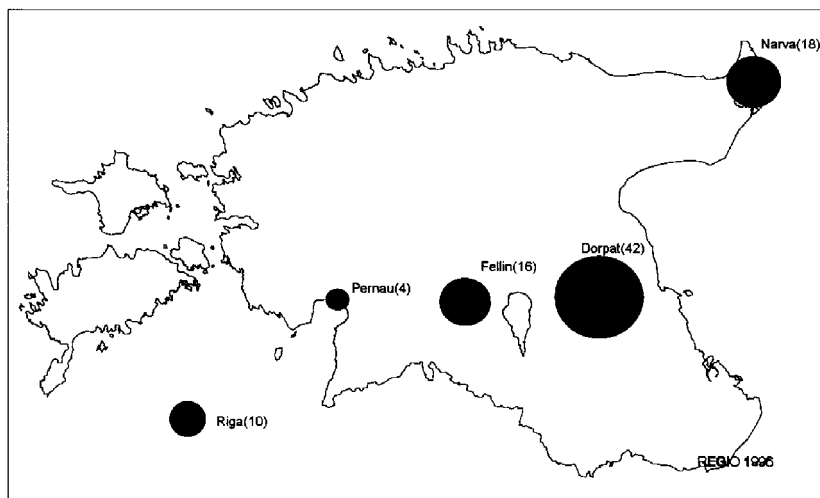 Narva(18)
Dorpat(42)
Fellin(16)
Pernau(4)
Riga(10)
REGIO 1996